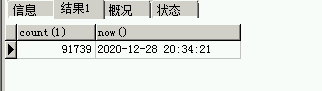 信息 结果1 概况 状态
count(1) now()
91739 2020-12-28 20:34:21